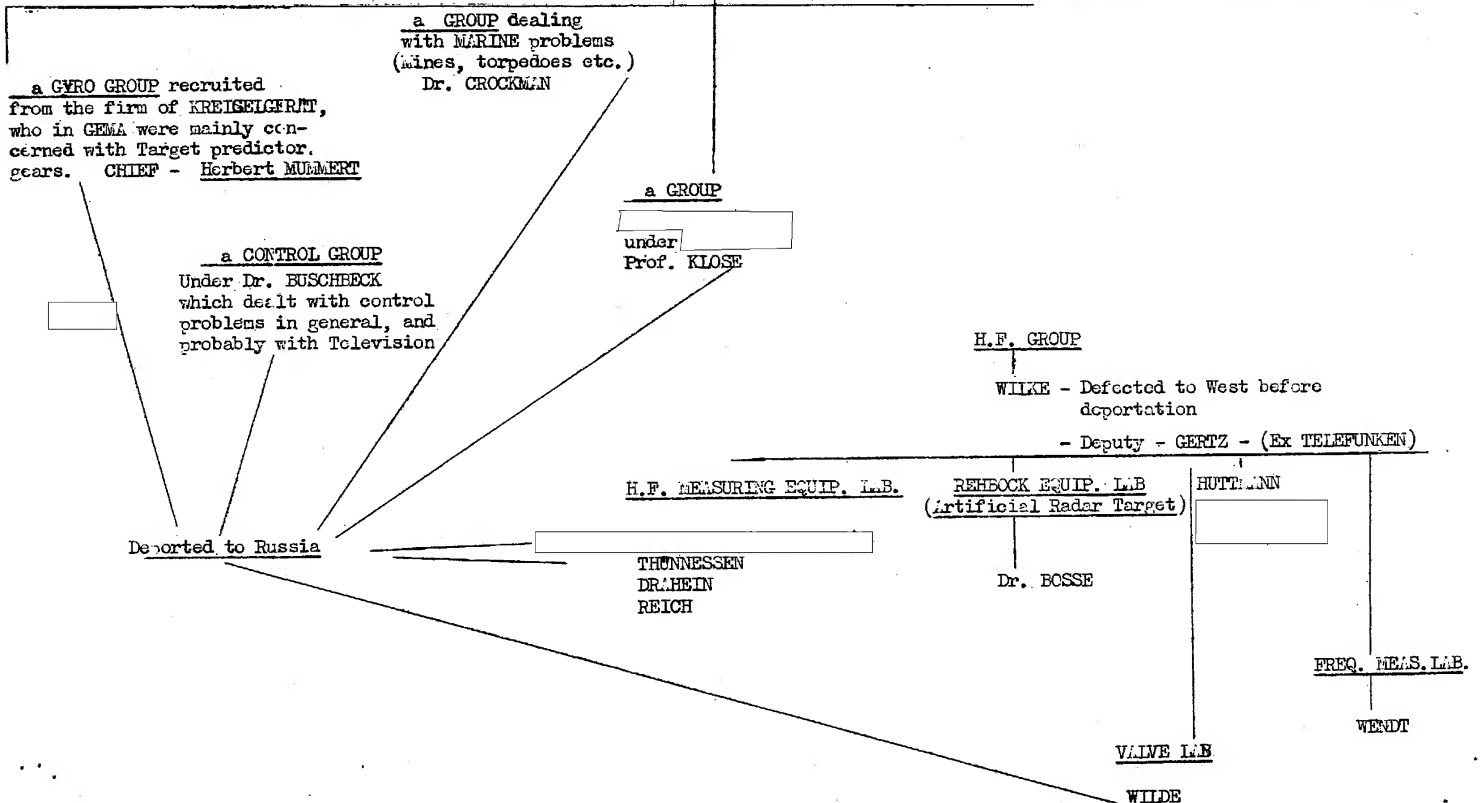 a GROUP dealing
with MARINE problems
(Mines, torpedoes etc.)
Dr. CROCKMAN
a GYRO GROUP recruited
from the firm of KREISELGERÄT,
who in GEMA were mainly con-
cerned with Target predictor.
gears. CHIEF - Herbert MUMMERT
a GROUP
under
Prof. KLOSE
a CONTROL GROUP
Under Dr. BUSCHBECK
which dealt with control
problems in general, and
probably with Television
H.F. GROUP
WILKE - Defected to West before
deportation
- Deputy - GERTZ - (Ex TELEFUNKEN)
H.F. MEASURING EQUIP. LAB.
REHBOCK EQUIP. LAB
(Artificial Radar Target)
HUTTMANN
Deported to Russia
THUNNESSEN
DRAHEIN
REICH
Dr. BOSSE
FREQ. MEAS. LAB.
WENDT
VALVE LAB
WILDE